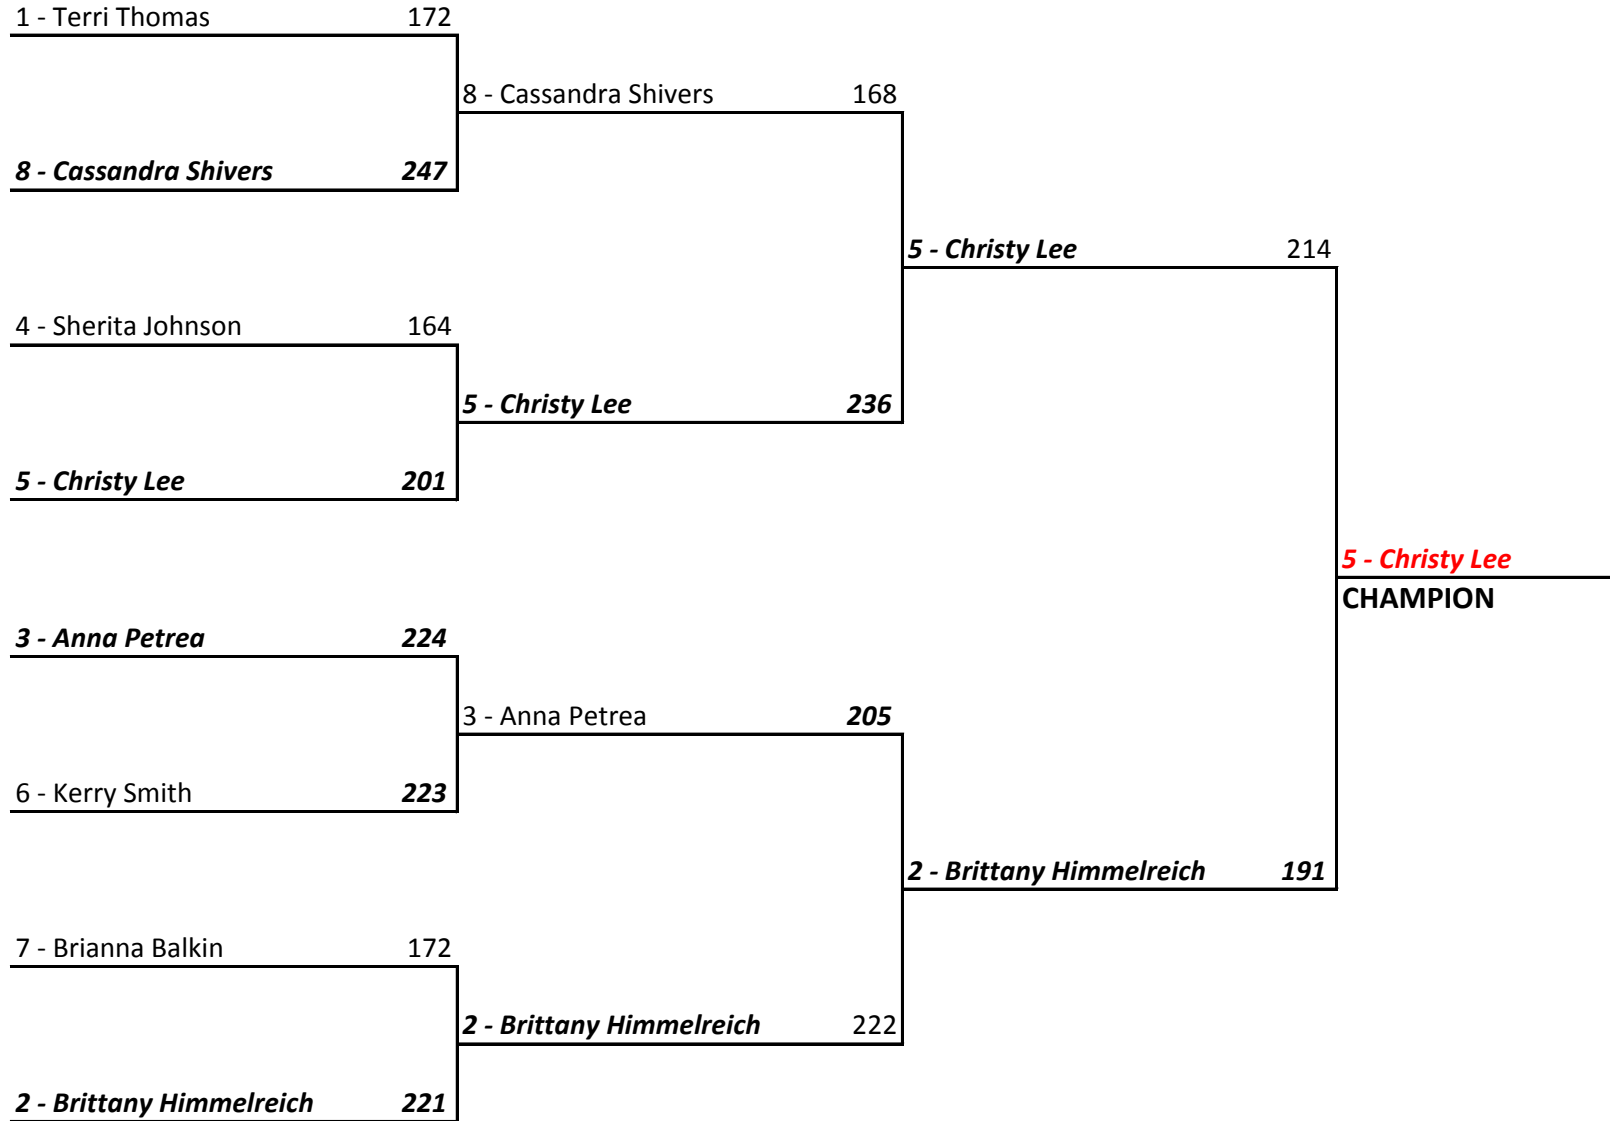 1 - Terri Thomas 172
8 - Cassandra Shivers 168
8 - Cassandra Shivers 247
5 - Christy Lee 214
4 - Sherita Johnson 164
5 - Christy Lee 236
5 - Christy Lee 201
5 - Christy Lee
CHAMPION
3 - Anna Petrea 224
3 - Anna Petrea 205
6 - Kerry Smith 223
2 - Brittany Himmelreich 191
7 - Brianna Balkin 172
2 - Brittany Himmelreich 222
2 - Brittany Himmelreich 221